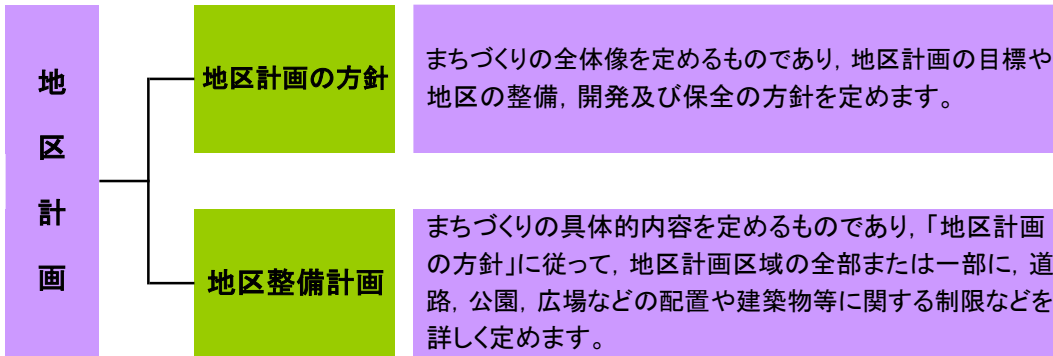 地区計画
地区計画の方針
まちづくりの全体像を定めるものであり，地区計画の目標や
地区の整備，開発及び保全の方針を定めます。
地区整備計画
まちづくりの具体的内容を定めるものであり，「地区計画
の方針」に従って，地区計画区域の全部または一部に，道
路，公園，広場などの配置や建築物等に関する制限などを
詳しく定めます。